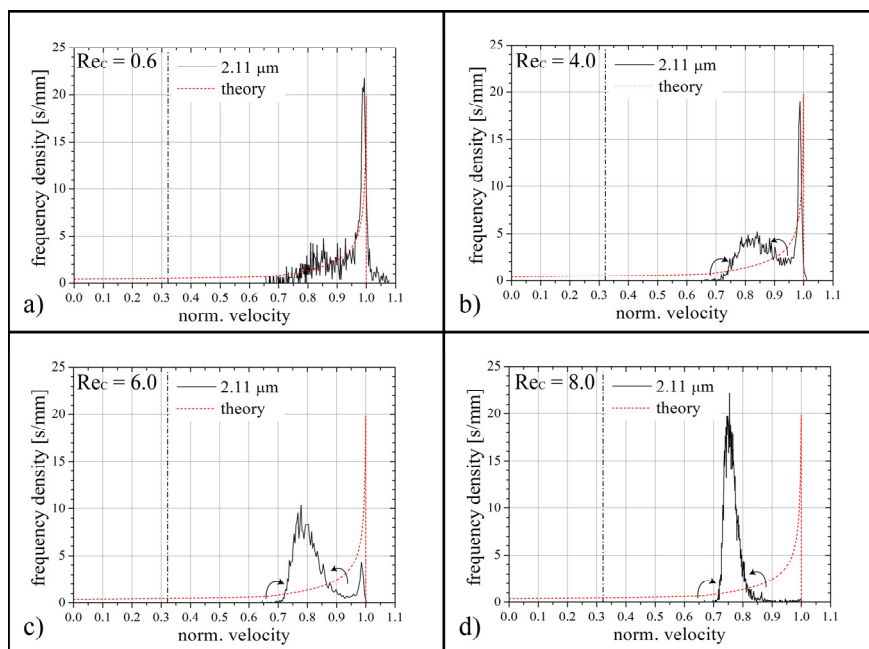 25
20
15
10
5
0
frequency density [s/mm]
Rec = 0.6
2.11 μm
theory
0.0 0.1 0.2 0.3 0.4 0.5 0.6 0.7 0.8 0.9 1.0 1.1
norm. velocity
a)
25
20
15
10
5
0
frequency density [s/mm]
Rec = 4.0
2.11 μm
theory
0.0 0.1 0.2 0.3 0.4 0.5 0.6 0.7 0.8 0.9 1.0 1.1
norm. velocity
b)
25
20
15
10
5
0
frequency density [s/mm]
Rec = 6.0
2.11 μm
theory
0.0 0.1 0.2 0.3 0.4 0.5 0.6 0.7 0.8 0.9 1.0 1.1
norm. velocity
c)
25
20
15
10
5
0
frequency density [s/mm]
Rec = 8.0
2.11 μm
theory
0.0 0.1 0.2 0.3 0.4 0.5 0.6 0.7 0.8 0.9 1.0 1.1
norm. velocity
d)